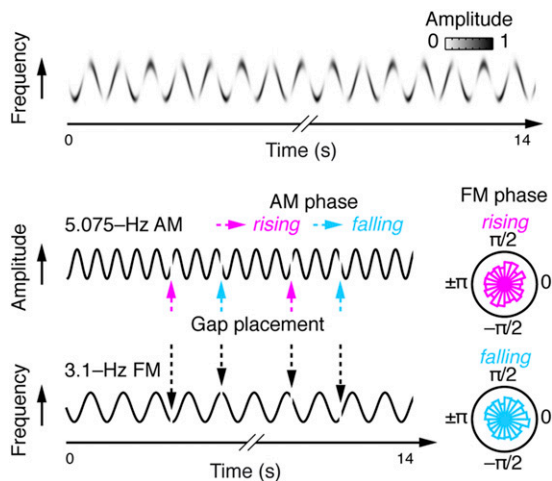 Amplitude
0 1
Frequency
0 14
Time (s)
AM phase
5.075–Hz AM rising falling
Amplitude
Gap placement
3.1–Hz FM
Frequency
0 14
Time (s)
FM phase
rising
π/2
±π 0
−π/2
falling
π/2
±π 0
−π/2